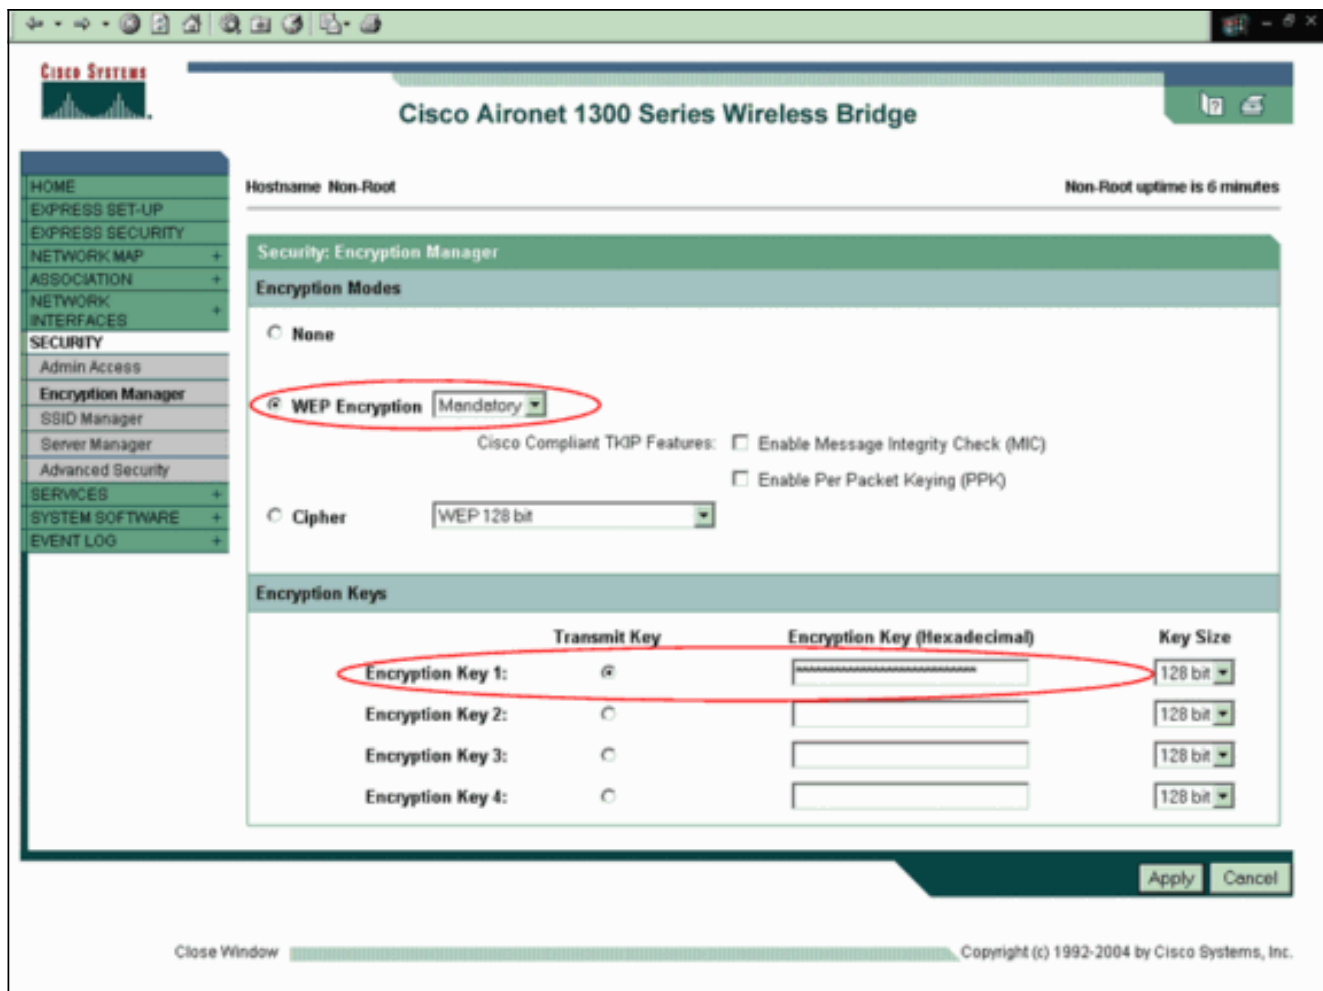 CISCO SYSTEMS
Cisco Aironet 1300 Series Wireless Bridge
HOME
EXPRESS SET-UP
EXPRESS SECURITY
NETWORK MAP +
ASSOCIATION +
NETWORK
INTERFACES +
SECURITY
Admin Access
Encryption Manager
SSID Manager
Server Manager
Advanced Security
SERVICES +
SYSTEM SOFTWARE +
EVENT LOG +
Hostname Non-Root
Non-Root uptime is 6 minutes
Security: Encryption Manager
Encryption Modes
None
WEP Encryption Mandatory
Cisco Compliant TKIP Features: Enable Message Integrity Check (MIC)
Enable Per Packet Keying (PPK)
Cipher WEP 128 bit
Encryption Keys
Transmit Key Encryption Key (Hexadecimal) Key Size
Encryption Key 1: 128 bit
Encryption Key 2: 128 bit
Encryption Key 3: 128 bit
Encryption Key 4: 128 bit
Apply Cancel
Close Window Copyright (c) 1992-2004 by Cisco Systems, Inc.